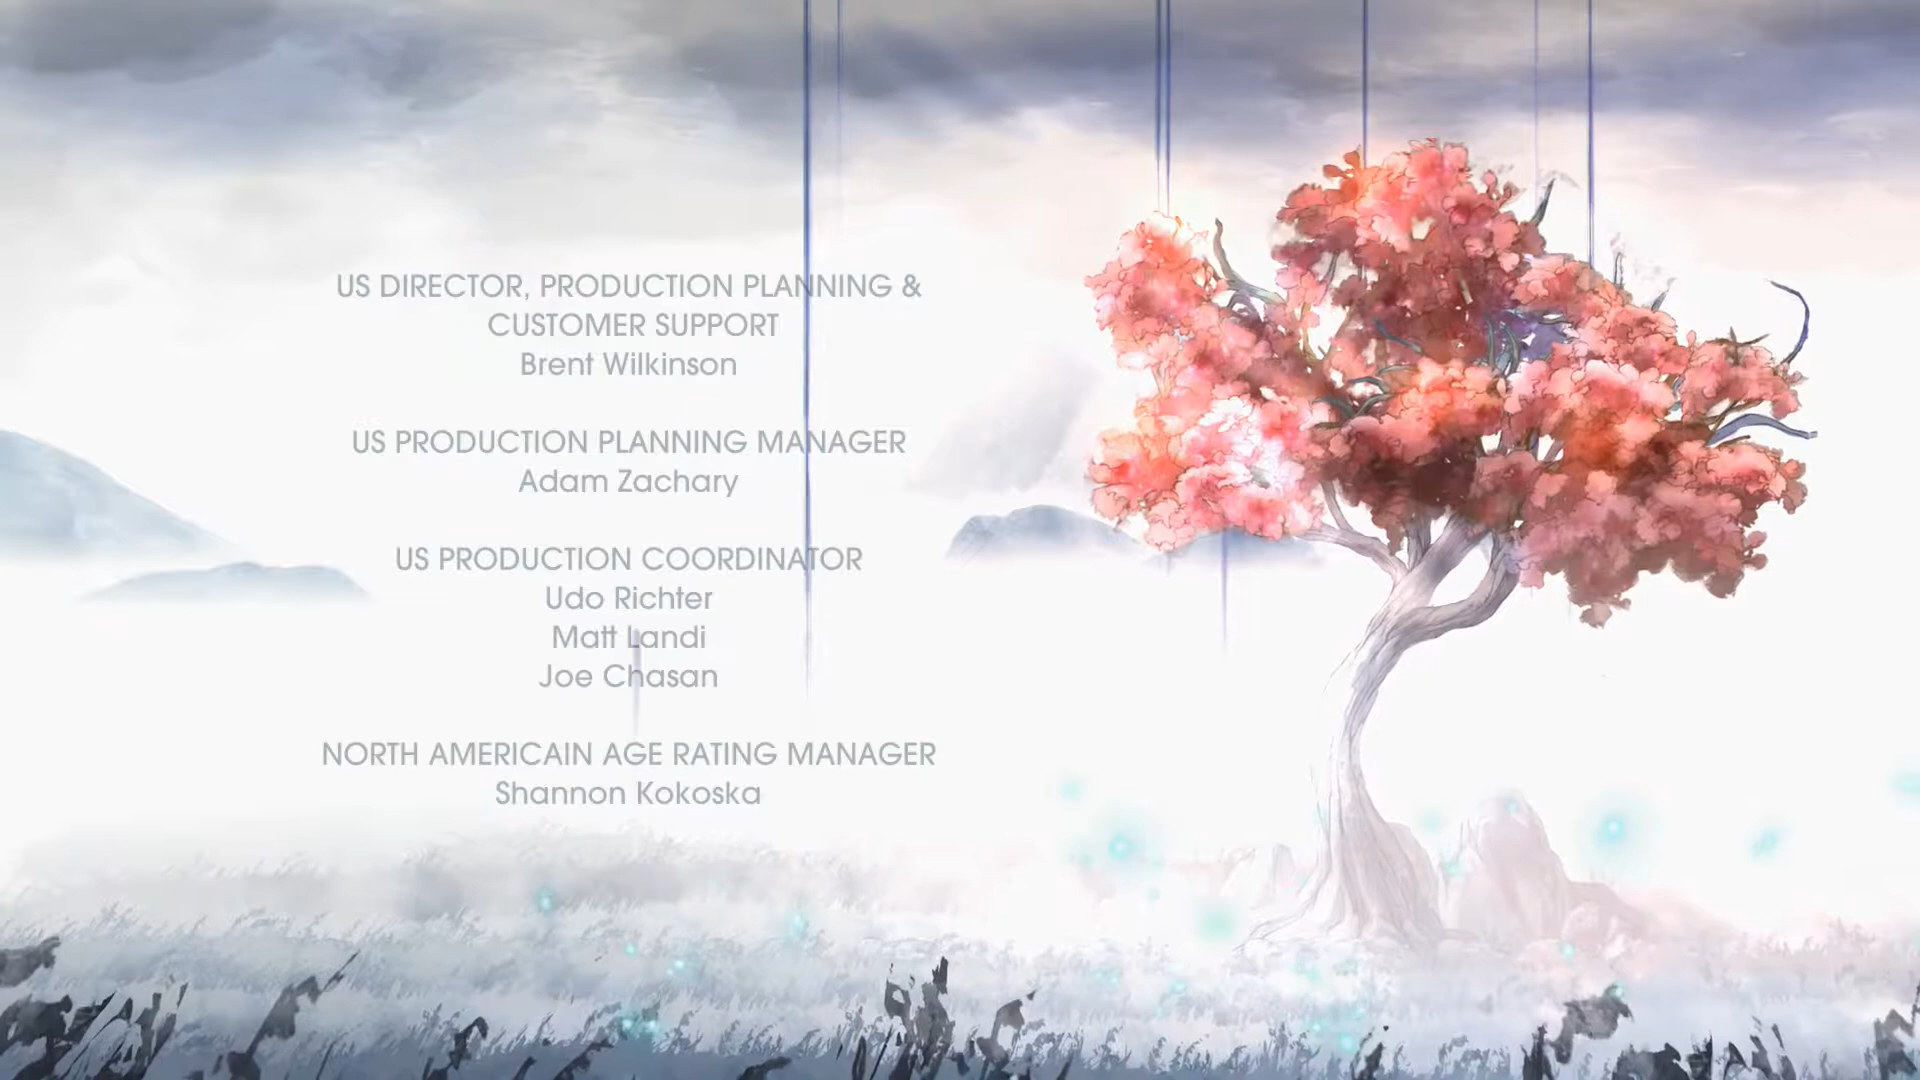 US DIRECTOR, PRODUCTION PLANNING &
CUSTOMER SUPPORT
Brent Wilkinson
US PRODUCTION PLANNING MANAGER
Adam Zachary
US PRODUCTION COORDINATOR
Udo Richter
Matt Landi
Joe Chasan
NORTH AMERICAIN AGE RATING MANAGER
Shannon Kokoska